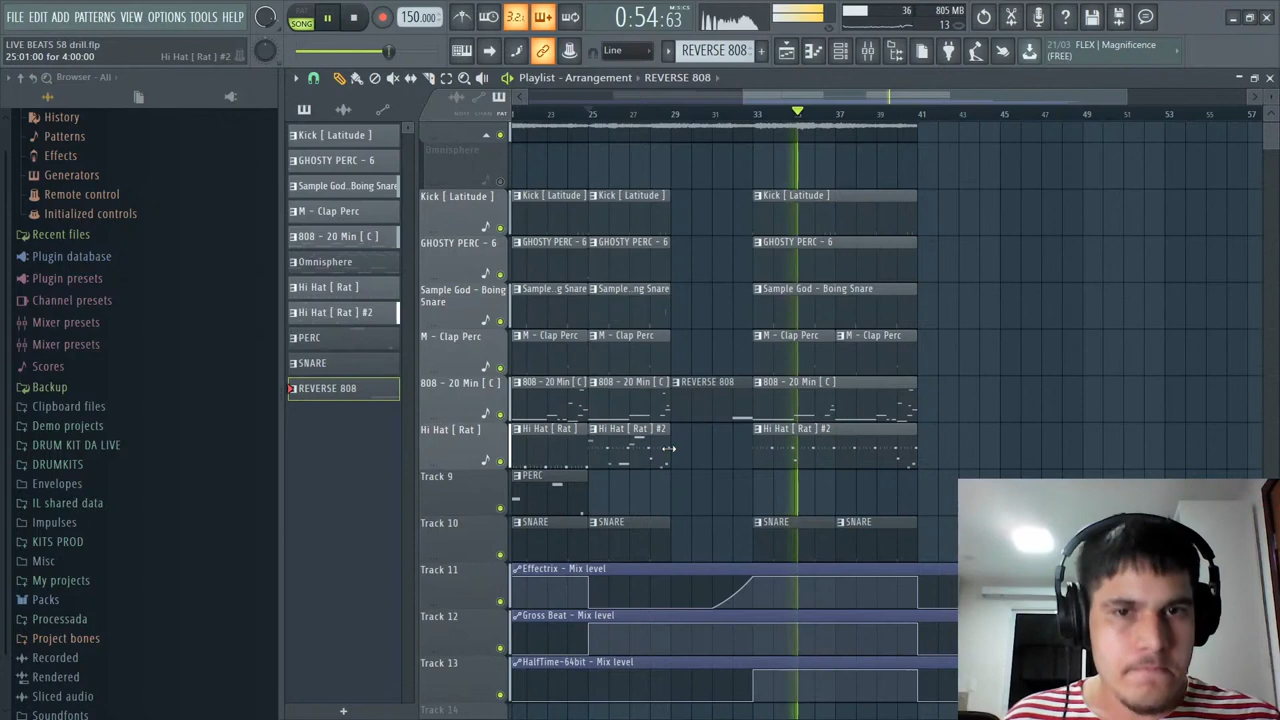 FILE EDIT ADD PATTERNS VIEW OPTIONS TOOLS HELP
SONG
150.000
3.2.
0:54:63
M:S:CS
36
805 MB
13
LIVE BEATS 58 drill.flp
25:01:00 for 4:00:00
Hi Hat [ Rat ] #2
Line
REVERSE 808
21/03 FLEX | Magnificence
(FREE)
Browser - All
Playlist - Arrangement
REVERSE 808
23
25
27
29
33
35
37
39
41
43
45
47
49
51
53
55
57
History
Patterns
Effects
Generators
Remote control
Initialized controls
Recent files
Plugin database
Plugin presets
Channel presets
Mixer presets
Mixer presets
Scores
Backup
Clipboard files
Demo projects
DRUM KIT DA LIVE
DRUMKITS
Envelopes
IL shared data
Impulses
KITS PROD
Misc
My projects
Packs
Processada
Project bones
Recorded
Rendered
Sliced audio
Soundfonts
Kick [ Latitude ]
GHOSTY PERC - 6
Sample God..Boing Snare
M - Clap Perc
808 - 20 Min [ C ]
Omnisphere
Hi Hat [ Rat ]
Hi Hat [ Rat ] #2
PERC
SNARE
REVERSE 808
Omnisphere
Kick [ Latitude ]
Kick [ Latitude ]
Kick [ Latitude ]
Kick [ Latitude ]
GHOSTY PERC - 6
GHOSTY PERC - 6
GHOSTY PERC - 6
GHOSTY PERC - 6
Sample God - Boing
Snare
Sample..g Snare
Sample...ng Snare
Sample God - Boing Snare
M - Clap Perc
M - Clap Perc
M - Clap Perc
M - Clap Perc
M - Clap Perc
808 - 20 Min [ C ]
808 - 20 Min [ C ]
808 - 20 Min [ C ]
REVERSE 808
808 - 20 Min [ C ]
Hi Hat [ Rat ]
Hi Hat [ Rat ]
Hi Hat [ Rat ] #2
Hi Hat [ Rat ] #2
Track 9
PERC
Track 10
SNARE
SNARE
SNARE
SNARE
Track 11
Effectrix - Mix level
Track 12
Gross Beat - Mix level
Track 13
HalfTime-64bit - Mix level
Track 14